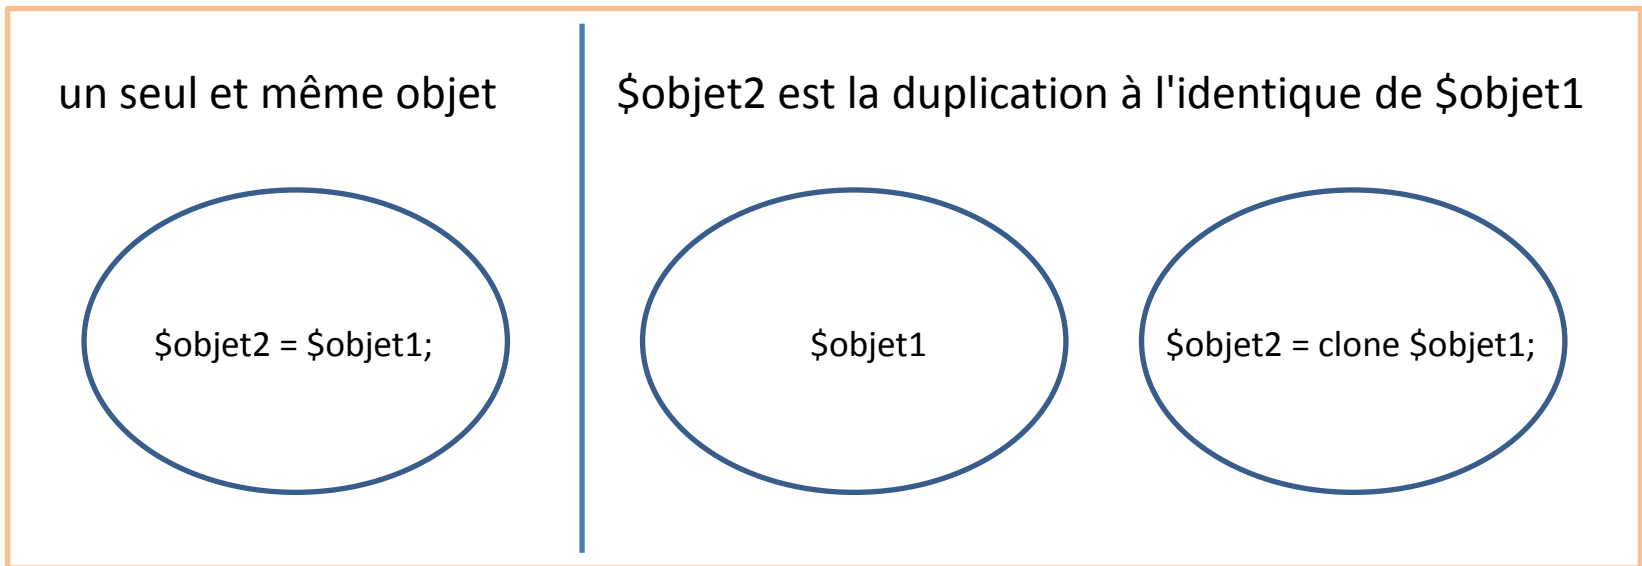 un seul et même objet
$objet2 est la duplication à l'identique de $objet1
$objet2 = $objet1;
$objet1
$objet2 = clone $objet1;